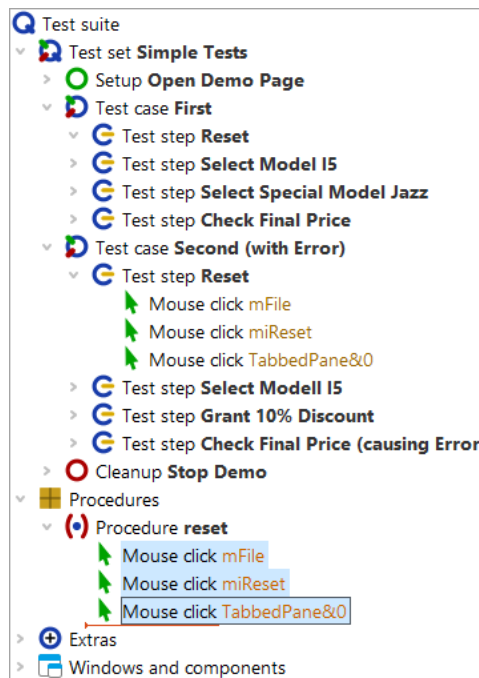 Test suite
Test set Simple Tests
Setup Open Demo Page
Test case First
Test step Reset
Test step Select Model I5
Test step Select Special Model Jazz
Test step Check Final Price
Test case Second (with Error)
Test step Reset
Mouse click mFile
Mouse click miReset
Mouse click TabbedPane&0
Test step Select Modell I5
Test step Grant 10% Discount
Test step Check Final Price (causing Error
Cleanup Stop Demo
Procedures
Procedure reset
Mouse click mFile
Mouse click miReset
Mouse click TabbedPane&0
Extras
Windows and components